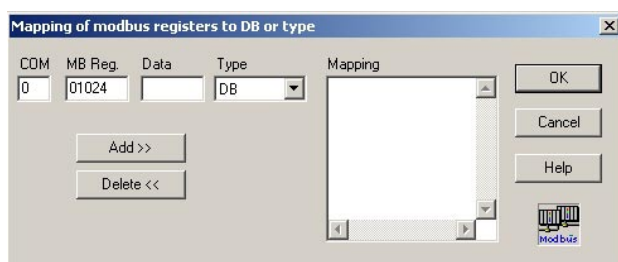 Mapping of modbus registers to DB or type
COM MB Reg. Data Type Mapping
0 01024 DB
OK
Add >>
Cancel
Delete <<
Help
Modbus